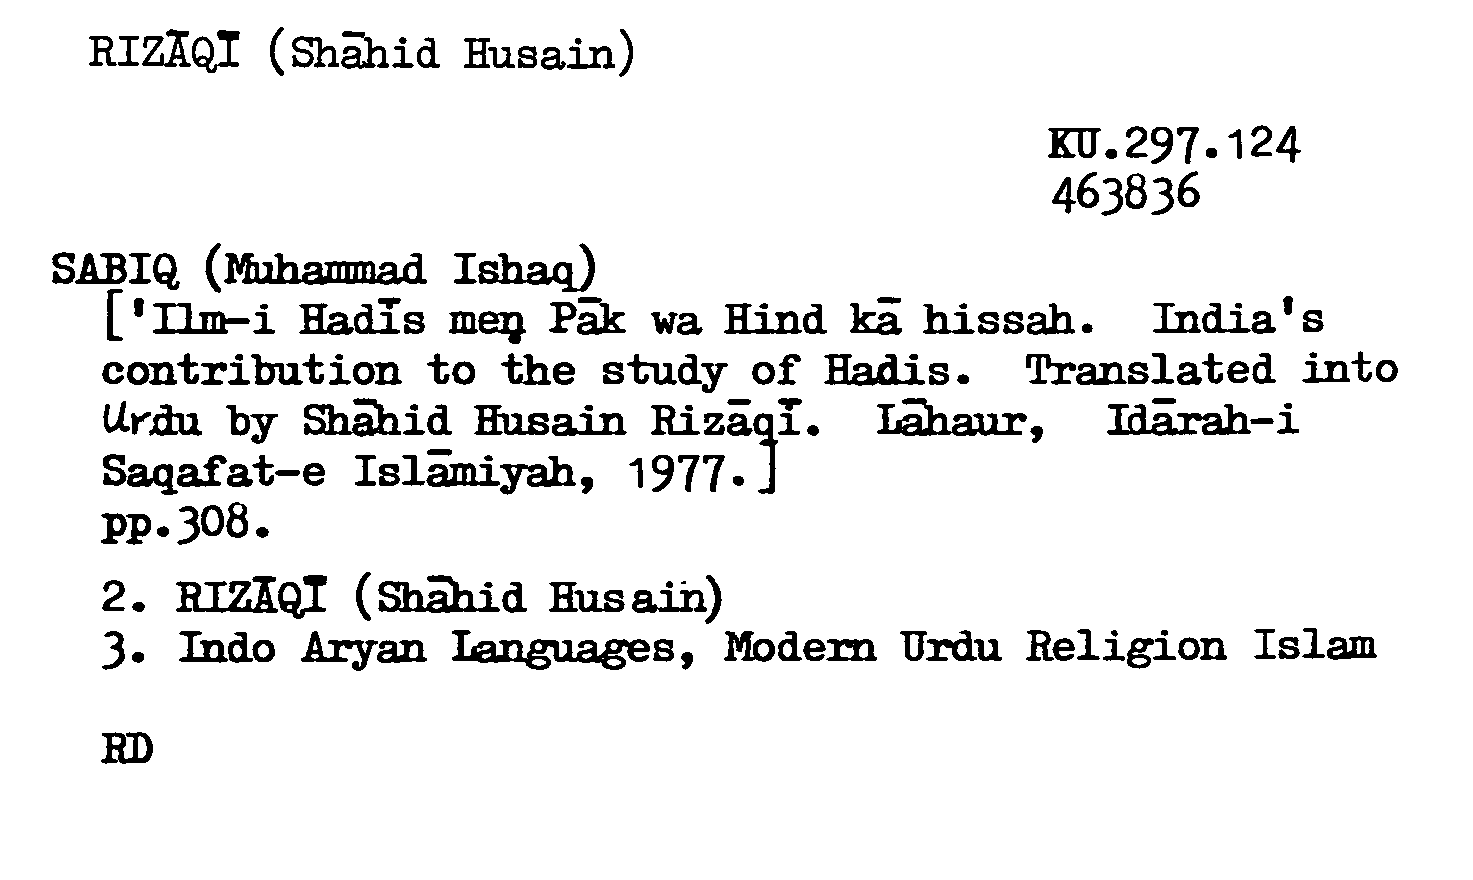 RIZĀQĪ (Shāhid Husain)
KU.297.124
463836
SABIQ (Muhammad Ishaq)
['Ilm-i Hadīs meṇ Pāk wa Hind kā hissah. India's
contribution to the study of Hadis. Translated into
Urdu by Shāhid Husain Rizāqī. Lāhaur, Idārah-i
Saqafat-e Islāmiyah, 1977.]
pp.308.
2. RIZĀQĪ (Shāhid Husain)
3. Indo Aryan Languages, Modern Urdu Religion Islam
RD